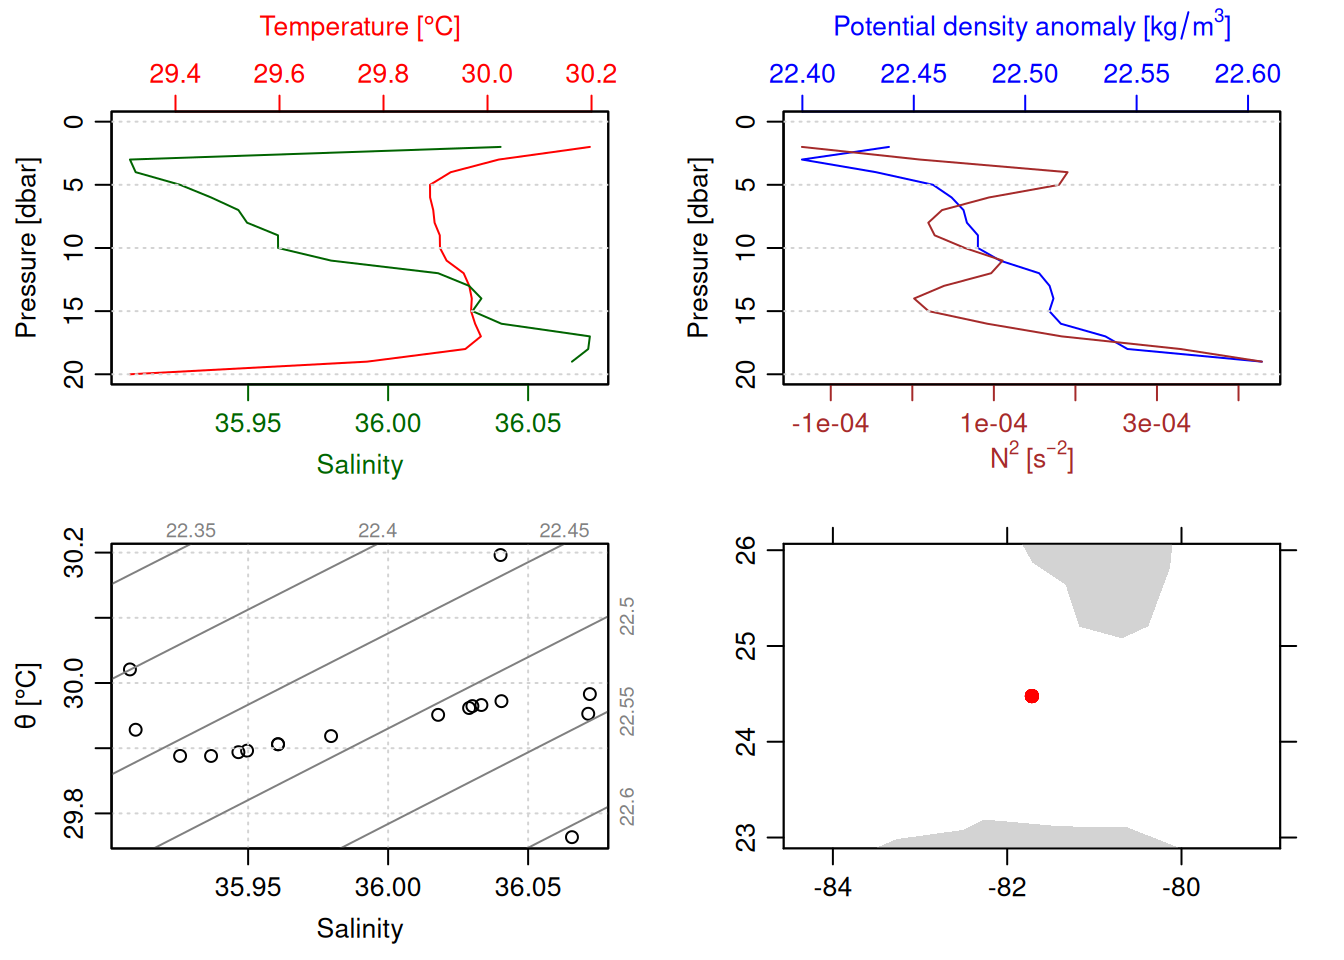 Temperature [°C]
29.4 29.6 29.8 30.0 30.2
Pressure [dbar]
0
5
10
15
20
35.95 36.00 36.05
Salinity
Potential density anomaly [kg/m³]
22.40 22.45 22.50 22.55 22.60
Pressure [dbar]
0
5
10
15
20
-1e-04 1e-04 3e-04
N² [s⁻²]
22.35 22.4 22.45
22.5
22.55
22.6
θ [°C]
30.2
30.0
29.8
35.95 36.00 36.05
Salinity
26
25
24
23
-84 -82 -80